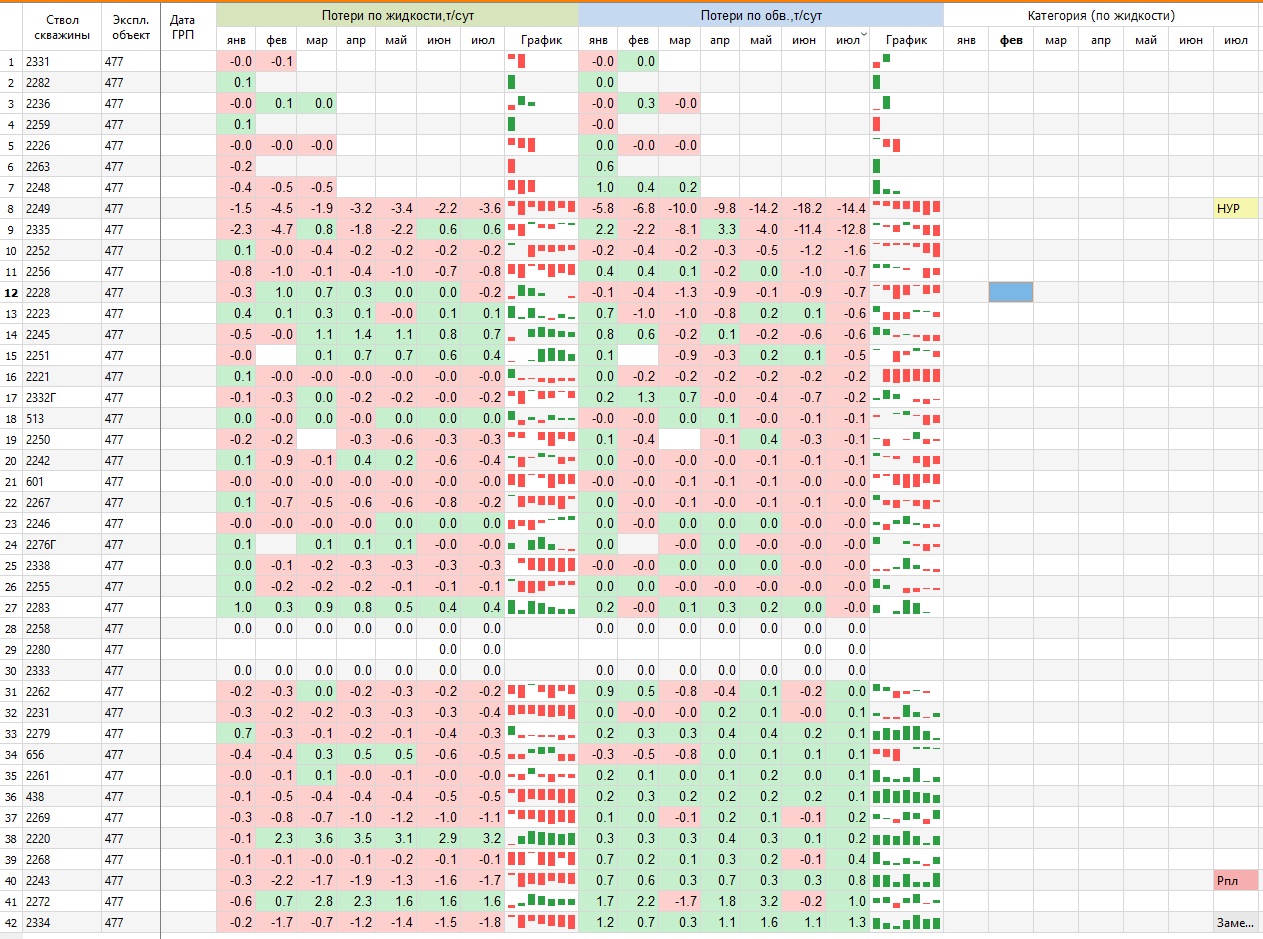 Ствол скважины Экспл. объект Дата ГРП Потери по жидкости,т/сут Потери по обв.,т/сут Категория (по жидкости)
янв фев мар апр май июн июл График янв фев мар апр май июн июл График янв фев мар апр май июн июл
1 2331 477 -0.0 -0.1 -0.0 0.0
2 2282 477 0.1 0.0
3 2236 477 -0.0 0.1 0.0 -0.0 0.3 -0.0
4 2259 477 0.1 -0.0
5 2226 477 -0.0 -0.0 -0.0 0.0 -0.0 -0.0
6 2263 477 -0.2 0.6
7 2248 477 -0.4 -0.5 -0.5 1.0 0.4 0.2
8 2249 477 -1.5 -4.5 -1.9 -3.2 -3.4 -2.2 -3.6 -5.8 -6.8 -10.0 -9.8 -14.2 -18.2 -14.4 НУР
9 2335 477 -2.3 -4.7 0.8 -1.8 -2.2 0.6 0.6 2.2 -2.2 -8.1 3.3 -4.0 -11.4 -12.8
10 2252 477 0.1 -0.0 -0.4 -0.2 -0.2 -0.2 -0.2 -0.2 -0.4 -0.2 -0.3 -0.5 -1.2 -1.6
11 2256 477 -0.8 -1.0 -0.1 -0.4 -1.0 -0.7 -0.8 0.4 0.4 0.1 -0.2 0.0 -1.0 -0.7
12 2228 477 -0.3 1.0 0.7 0.3 0.0 0.0 -0.2 -0.1 -0.4 -1.3 -0.9 -0.1 -0.9 -0.7
13 2223 477 0.4 0.1 0.3 0.1 -0.0 0.1 0.1 0.7 -1.0 -1.0 -0.8 0.2 0.1 -0.6
14 2245 477 -0.5 -0.0 1.1 1.4 1.1 0.8 0.7 0.8 0.6 -0.2 0.1 -0.2 -0.6 -0.6
15 2251 477 -0.0 0.1 0.7 0.7 0.6 0.4 0.1 -0.9 -0.3 0.2 0.1 -0.5
16 2221 477 0.1 -0.0 -0.0 -0.0 -0.0 -0.0 -0.0 0.0 -0.2 -0.2 -0.2 -0.2 -0.2 -0.2
17 2332Г 477 -0.1 -0.3 0.0 -0.2 -0.2 -0.0 -0.2 0.2 1.3 0.7 -0.0 -0.4 -0.7 -0.2
18 513 477 0.0 -0.0 0.0 -0.0 0.0 0.0 0.0 -0.0 -0.0 0.0 0.1 -0.0 -0.1 -0.1
19 2250 477 -0.2 -0.2 -0.3 -0.6 -0.3 -0.3 0.1 -0.4 -0.1 0.4 -0.3 -0.1
20 2242 477 0.1 -0.9 -0.1 0.4 0.2 -0.6 -0.4 0.0 -0.0 -0.0 -0.0 -0.1 -0.1 -0.1
21 601 477 -0.0 -0.0 -0.0 -0.0 -0.0 -0.0 -0.0 -0.0 -0.0 -0.1 -0.1 -0.1 -0.0 -0.0
22 2267 477 0.1 -0.7 -0.5 -0.6 -0.6 -0.8 -0.2 0.0 -0.0 -0.1 -0.0 -0.1 -0.1 -0.0
23 2246 477 -0.0 -0.0 -0.0 -0.0 0.0 0.0 0.0 0.0 -0.0 0.0 0.0 0.0 -0.0 -0.0
24 2276Г 477 0.1 0.1 0.1 0.1 -0.0 -0.0 0.0 -0.0 0.0 -0.0 -0.0 -0.0
25 2338 477 0.0 -0.1 -0.2 -0.3 -0.3 -0.3 -0.3 -0.0 -0.0 0.0 0.0 0.0 0.0 -0.0
26 2255 477 0.0 -0.2 -0.2 -0.2 -0.1 -0.1 -0.1 0.0 0.0 -0.0 -0.0 -0.0 -0.0 -0.0
27 2283 477 1.0 0.3 0.9 0.8 0.5 0.4 0.4 0.2 -0.0 0.1 0.3 0.2 0.0 -0.0
28 2258 477 0.0 0.0 0.0 0.0 0.0 0.0 0.0 0.0 0.0 0.0 0.0 0.0 0.0 0.0
29 2280 477 0.0 0.0 0.0 0.0
30 2333 477 0.0 0.0 0.0 0.0 0.0 0.0 0.0 0.0 0.0 0.0 0.0 0.0 0.0 0.0
31 2262 477 -0.2 -0.3 0.0 -0.2 -0.3 -0.2 -0.2 0.9 0.5 -0.8 -0.4 0.1 -0.2 0.0
32 2231 477 -0.3 -0.2 -0.2 -0.3 -0.3 -0.3 -0.4 0.0 -0.0 -0.0 0.2 0.1 -0.0 0.1
33 2279 477 0.7 -0.3 -0.1 -0.2 -0.1 -0.4 -0.3 0.2 0.3 0.3 0.4 0.4 0.2 0.1
34 656 477 -0.4 -0.4 0.3 0.5 0.5 -0.6 -0.5 -0.3 -0.5 -0.8 0.0 0.1 0.1 0.1
35 2261 477 -0.0 -0.1 0.1 -0.0 -0.1 -0.0 -0.0 0.2 0.1 0.0 0.1 0.2 0.0 0.1
36 438 477 -0.1 -0.5 -0.4 -0.4 -0.4 -0.5 -0.5 0.2 0.3 0.2 0.2 0.2 0.2 0.1
37 2269 477 -0.3 -0.8 -0.7 -1.0 -1.2 -1.0 -1.1 0.1 0.0 -0.1 0.2 0.1 -0.1 0.2
38 2220 477 -0.1 2.3 3.6 3.5 3.1 2.9 3.2 0.3 0.3 0.3 0.4 0.3 0.1 0.2
39 2268 477 -0.1 -0.1 -0.0 -0.1 -0.2 -0.1 -0.1 0.7 0.2 0.1 0.3 0.2 -0.1 0.4
40 2243 477 -0.3 -2.2 -1.7 -1.9 -1.3 -1.6 -1.7 0.7 0.6 0.3 0.7 0.3 0.3 0.8 Рпл
41 2272 477 -0.6 0.7 2.8 2.3 1.6 1.6 1.6 1.7 2.2 -1.7 1.8 3.2 -0.2 1.0
42 2334 477 -0.2 -1.7 -0.7 -1.2 -1.4 -1.5 -1.8 1.2 0.7 0.3 1.1 1.6 1.1 1.3 Заме...